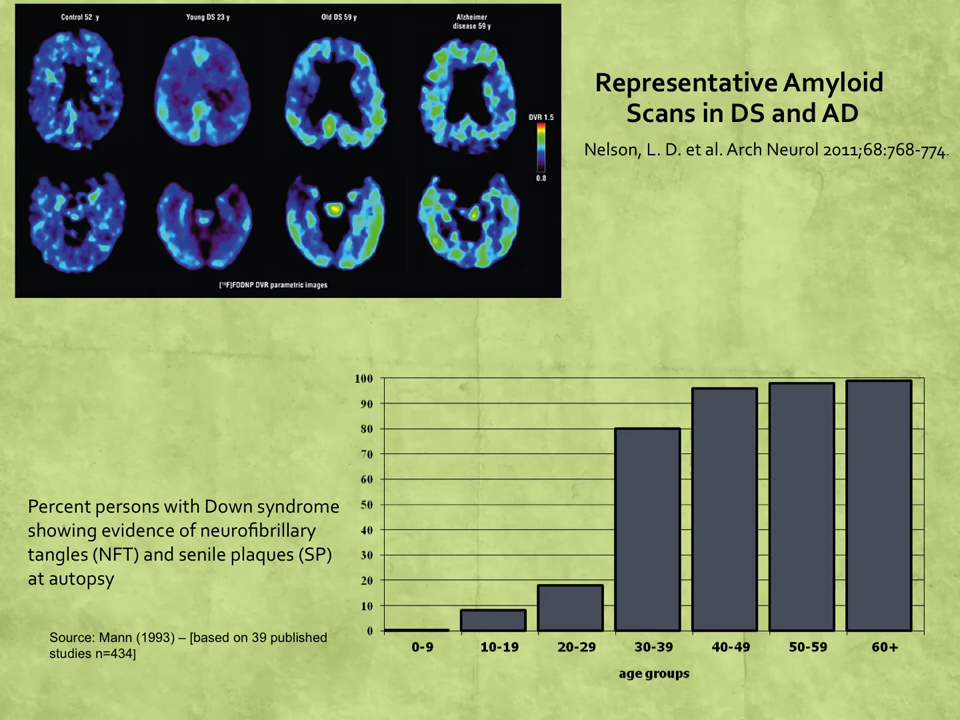 Control 52 y
Young DS 23 y
Old DS 59 y
Alzheimer
disease 59 y
DVR 1.5
0.8
[¹⁸F]FDDNP DVR parametric images
Representative Amyloid
Scans in DS and AD
Nelson, L. D. et al. Arch Neurol 2011;68:768-774.
Percent persons with Down syndrome
showing evidence of neurofibrillary
tangles (NFT) and senile plaques (SP)
at autopsy
Source: Mann (1993) – [based on 39 published
studies n=434]
100
90
80
70
60
50
40
30
20
10
0
0-9 10-19 20-29 30-39 40-49 50-59 60+
age groups